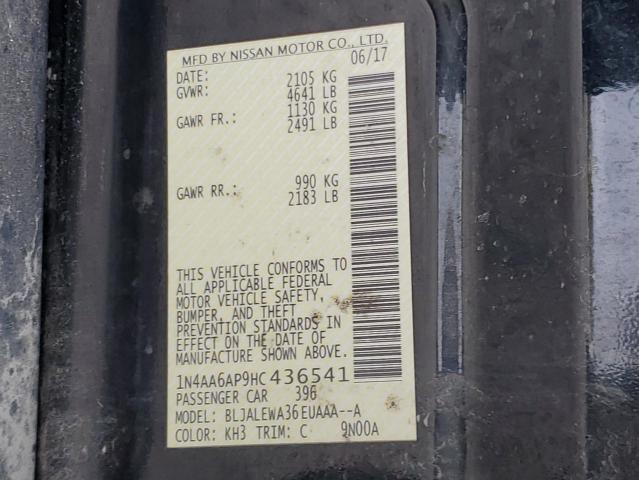 MFD BY NISSAN MOTOR CO., LTD.
DATE: 06/17
GVWR: 2105 KG
4641 LB
GAWR FR.: 1130 KG
2491 LB
GAWR RR.: 990 KG
2183 LB
THIS VEHICLE CONFORMS TO
ALL APPLICABLE FEDERAL
MOTOR VEHICLE SAFETY,
BUMPER, AND THEFT
PREVENTION STANDARDS IN
EFFECT ON THE DATE OF
MANUFACTURE SHOWN ABOVE.
1N4AA6AP9HC436541
PASSENGER CAR 396
MODEL: BLJALEWA36EUAAA--A
COLOR: KH3 TRIM: C 9N00A